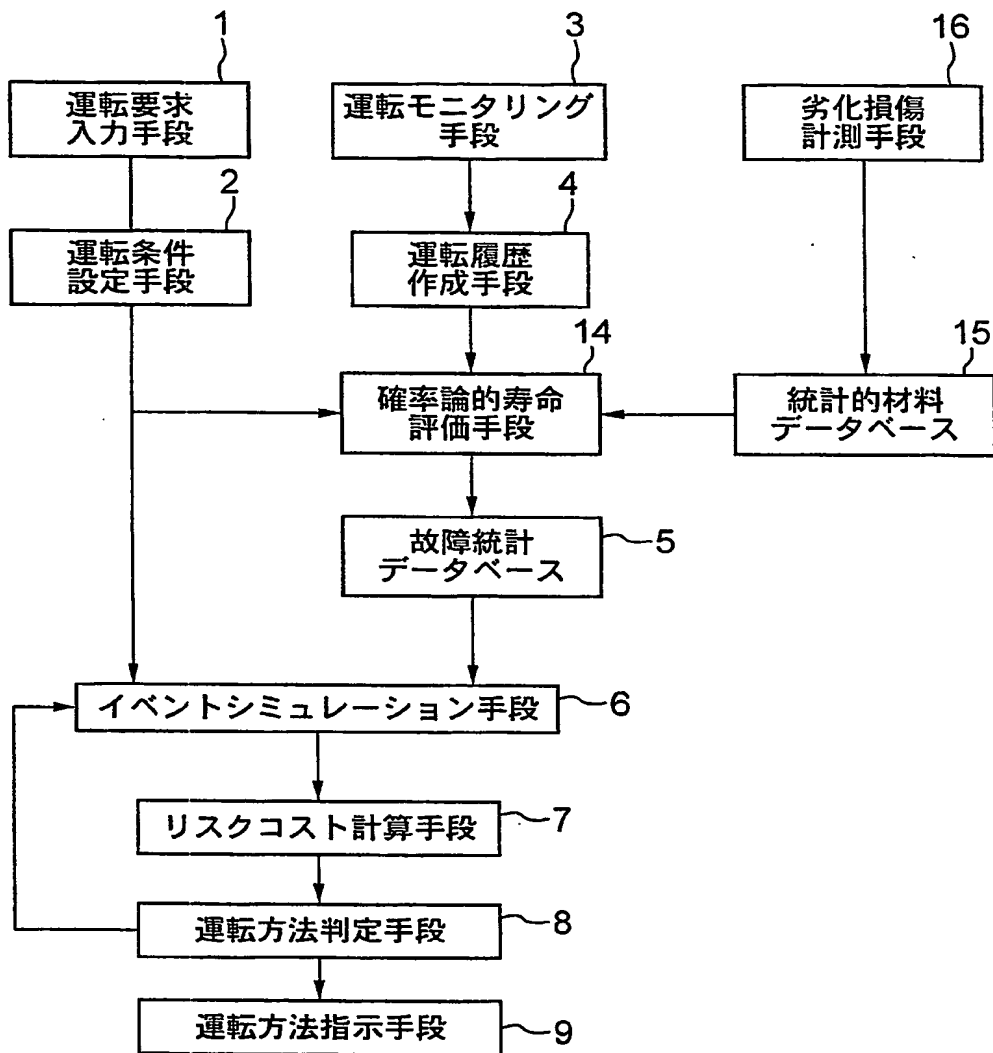 1
運転要求
入力手段
3
運転モニタリング
手段
16
劣化損傷
計測手段
2
運転条件
設定手段
4
運転履歴
作成手段
14
確率論的寿命
評価手段
15
統計的材料
データベース
故障統計
データベース
5
イベントシミュレーション手段
6
リスクコスト計算手段
7
運転方法判定手段
8
運転方法指示手段
9